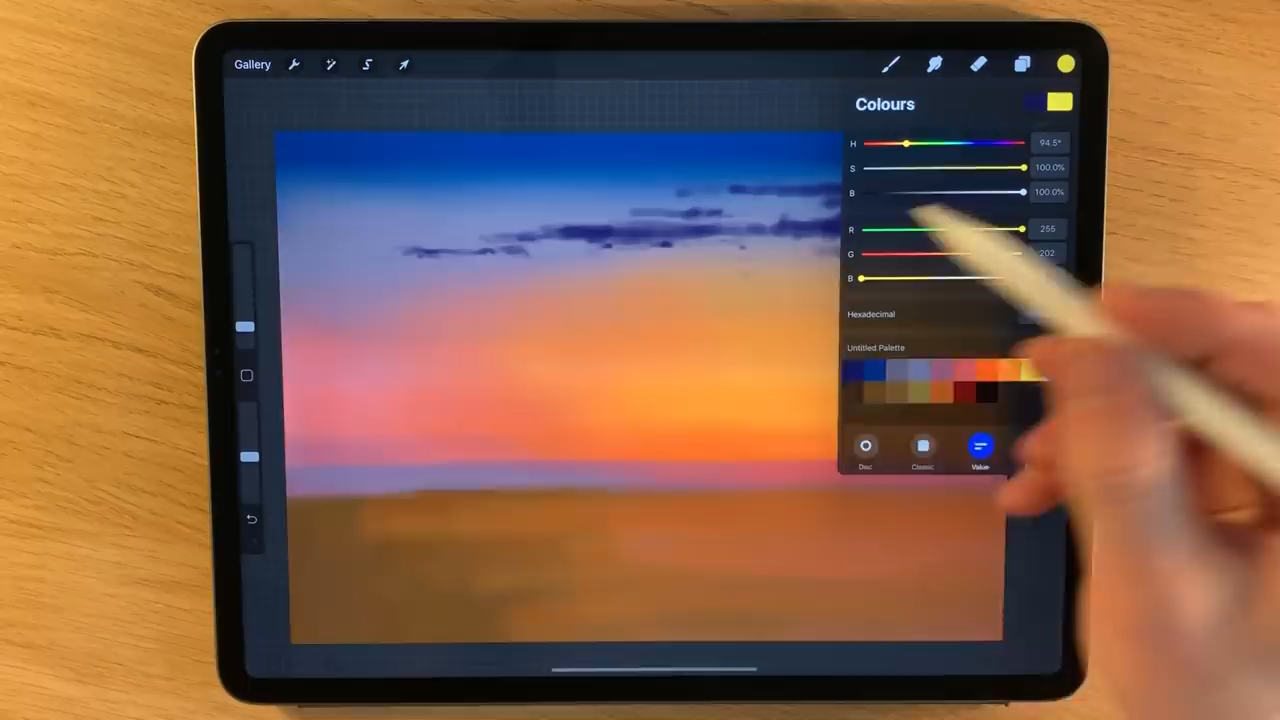 Gallery
Colours
H 94.5°
S 100.0%
B 100.0%
R 255
G 202
B
Hexadecimal
Untitled Palette
Disc Classic Value